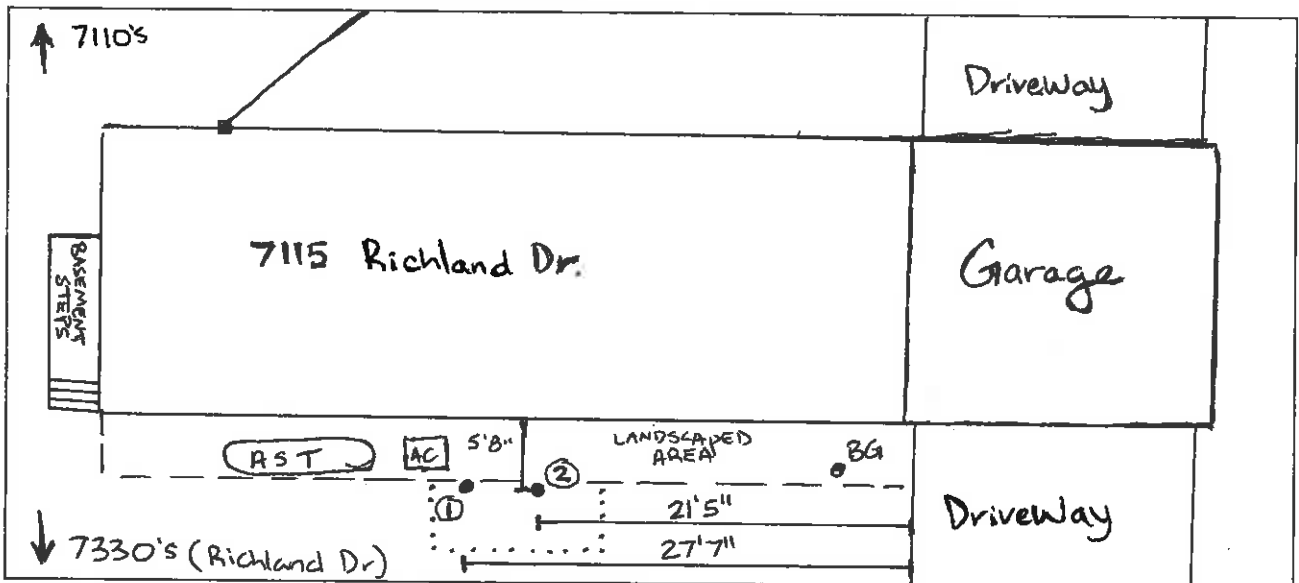 7110's
Driveway
7115 Richland Dr.
Garage
BASEMENT
STEPS
AST
AC
5'8"
LANDSCAPED
AREA
BG
①
②
21'5"
27'7"
Driveway
7330's (Richland Dr)